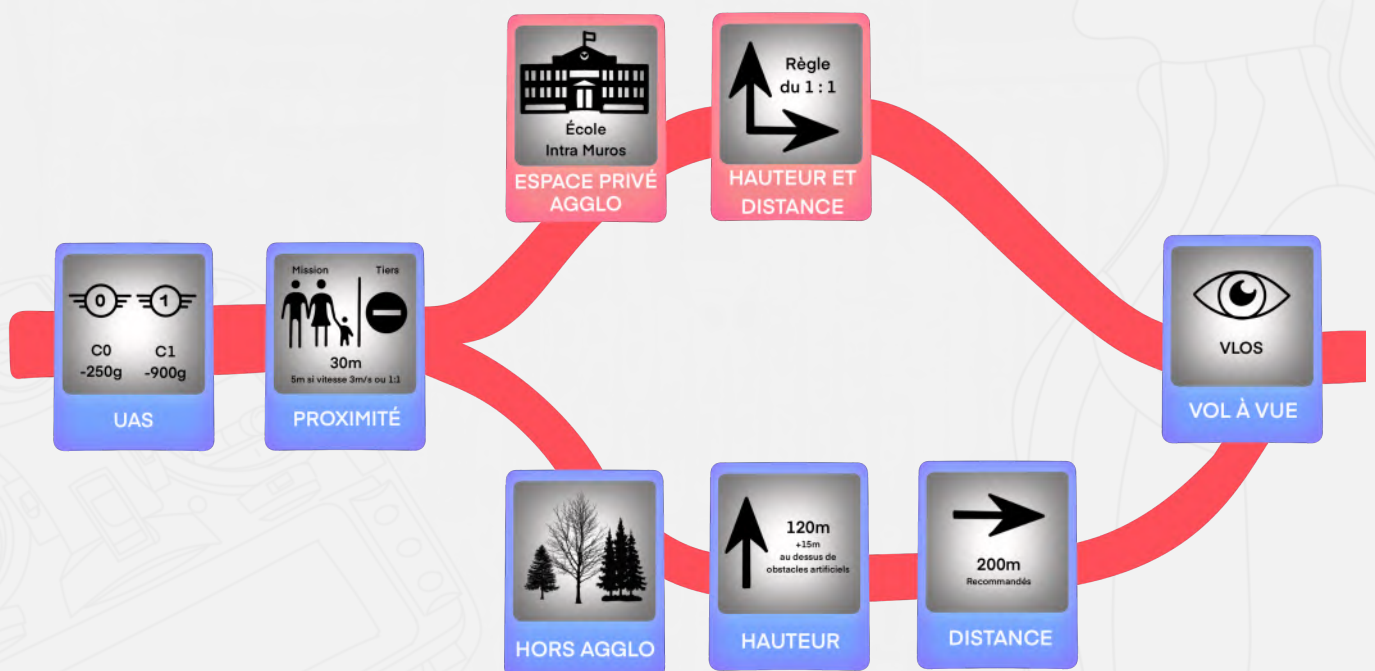 École
Intra Muros
ESPACE PRIVÉ
AGGLO
Règle
du 1 : 1
HAUTEUR ET
DISTANCE
0
1
C0
-250g
C1
-900g
UAS
Mission
Tiers
30m
5m si vitesse 3m/s ou 1:1
PROXIMITÉ
VLOS
VOL À VUE
HORS AGGLO
120m
+15m
au dessus de
obstacles artificiels
HAUTEUR
200m
Recommandés
DISTANCE